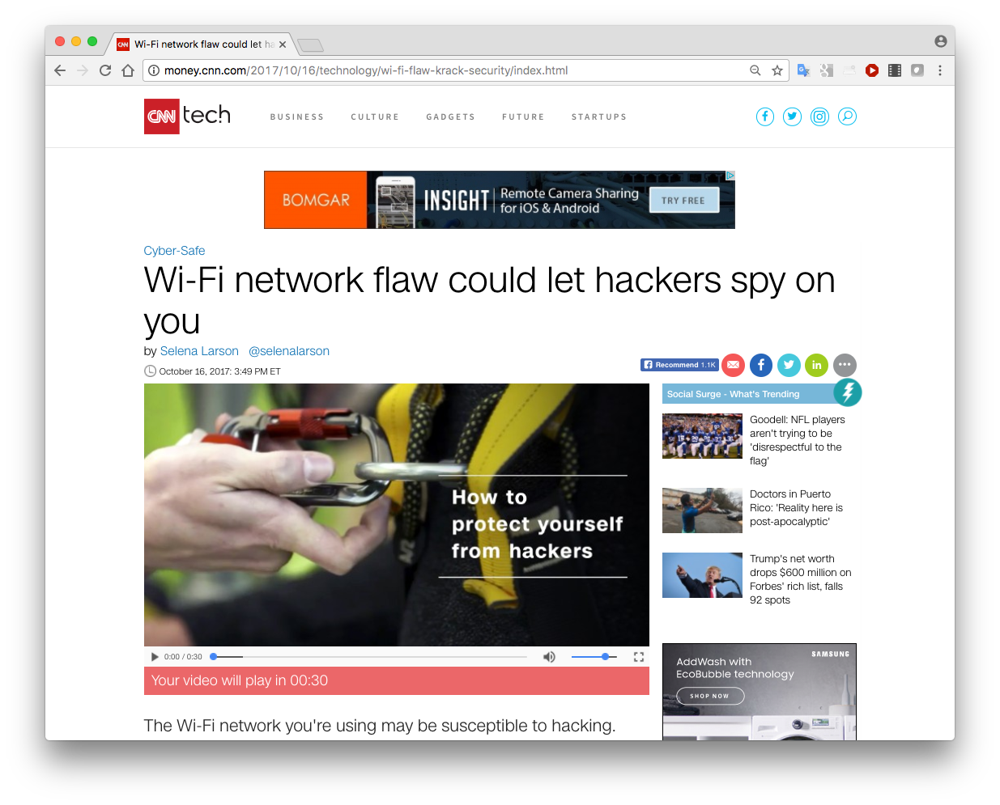 Wi-Fi network flaw could let ha
money.cnn.com/2017/10/16/technology/wi-fi-flaw-krack-security/index.html
CNN tech
BUSINESS CULTURE GADGETS FUTURE STARTUPS
BOMGAR
INSIGHT
Remote Camera Sharing
for iOS & Android
TRY FREE
Cyber-Safe
Wi-Fi network flaw could let hackers spy on
you
by Selena Larson @selenalarson
October 16, 2017: 3:49 PM ET
Recommend 1.1K
in
How to
protect yourself
from hackers
0:00 / 0:30
Your video will play in 00:30
The Wi-Fi network you're using may be susceptible to hacking.
Social Surge - What's Trending
Goodell: NFL players
aren't trying to be
'disrespectful to the
flag'
Doctors in Puerto
Rico: 'Reality here is
post-apocalyptic'
Trump's net worth
drops $600 million on
Forbes' rich list, falls
92 spots
SAMSUNG
AddWash with
EcoBubble technology
SHOP NOW